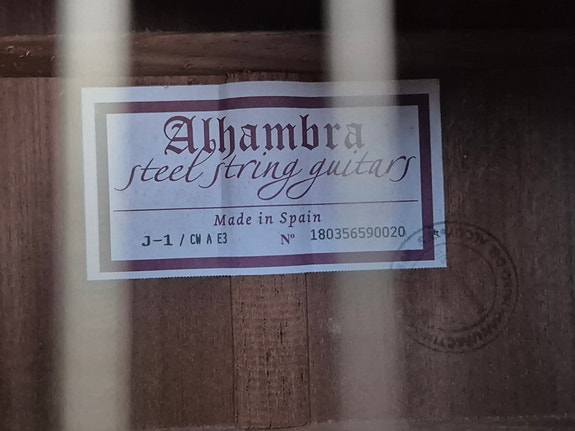 Alhambra
steel string guitars
Made in Spain
J-1 / CW A E3 Nº 180356590020